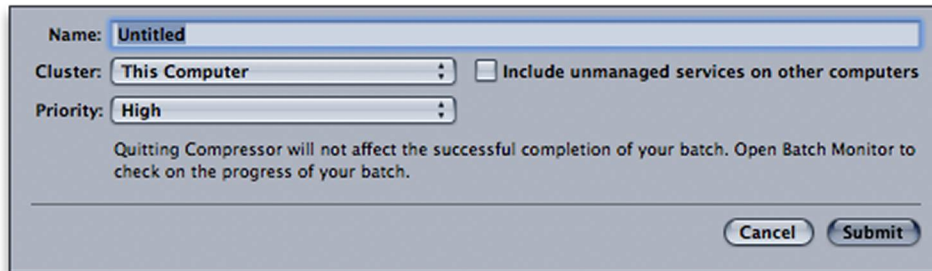 Name: Untitled
Cluster: This Computer Include unmanaged services on other computers
Priority: High
Quitting Compressor will not affect the successful completion of your batch. Open Batch Monitor to
check on the progress of your batch.
Cancel Submit